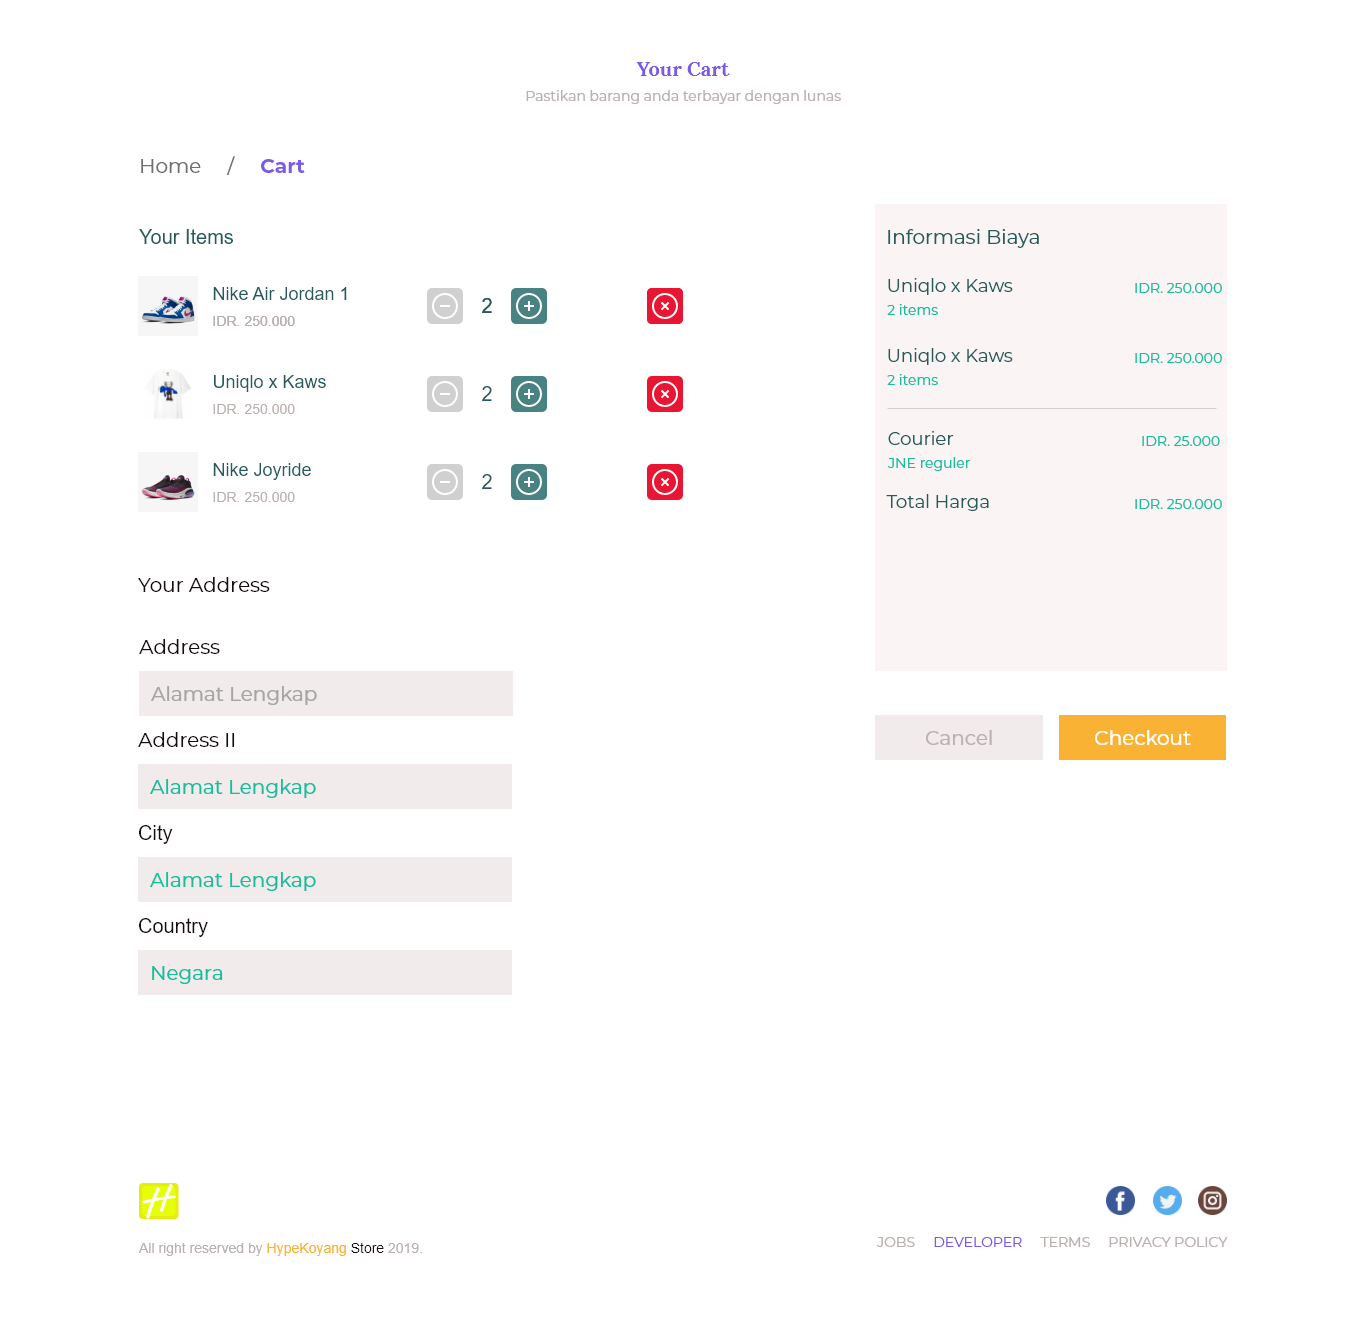 Your Cart
Pastikan barang anda terbayar dengan lunas
Home / Cart
Your Items
Nike Air Jordan 1
IDR. 250.000
2
Uniqlo x Kaws
IDR. 250.000
2
Nike Joyride
IDR. 250.000
2
Informasi Biaya
Uniqlo x Kaws IDR. 250.000
2 items
Uniqlo x Kaws IDR. 250.000
2 items
Courier IDR. 25.000
JNE reguler
Total Harga IDR. 250.000
Cancel Checkout
Your Address
Address
Alamat Lengkap
Address II
Alamat Lengkap
City
Alamat Lengkap
Country
Negara
H
All right reserved by HypeKoyang Store 2019.
JOBS DEVELOPER TERMS PRIVACY POLICY